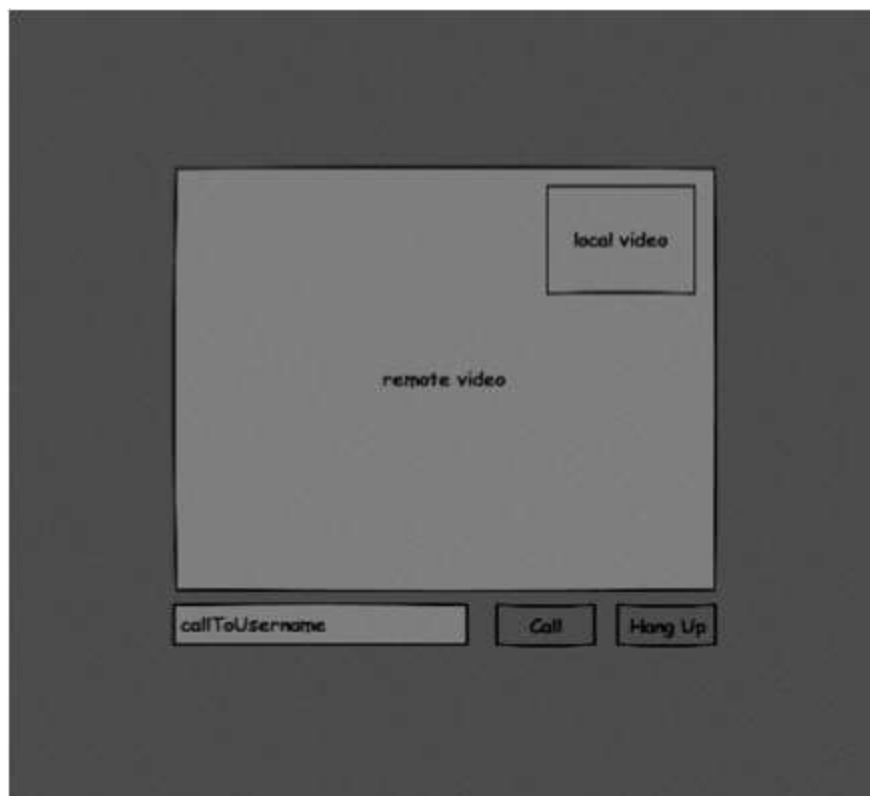 local video
remote video
callToUsername
Call
Hang Up